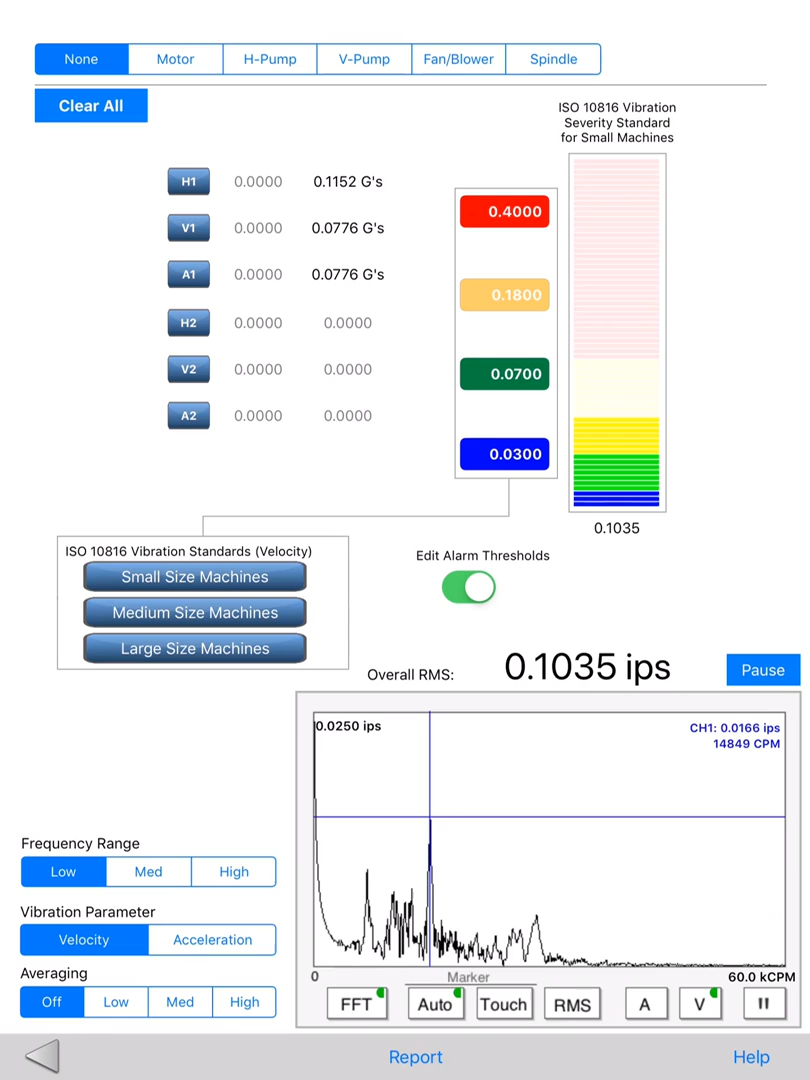 None Motor H-Pump V-Pump Fan/Blower Spindle
Clear All
ISO 10816 Vibration
Severity Standard
for Small Machines
H1 0.0000 0.1152 G's
V1 0.0000 0.0776 G's
A1 0.0000 0.0776 G's
H2 0.0000 0.0000
V2 0.0000 0.0000
A2 0.0000 0.0000
0.4000
0.1800
0.0700
0.0300
0.1035
ISO 10816 Vibration Standards (Velocity)
Small Size Machines
Medium Size Machines
Large Size Machines
Edit Alarm Thresholds
Overall RMS: 0.1035 ips Pause
0.0250 ips
CH1: 0.0166 ips
14849 CPM
0 Marker 60.0 kCPM
FFT Auto Touch RMS A V II
Frequency Range
Low Med High
Vibration Parameter
Velocity Acceleration
Averaging
Off Low Med High
Report Help